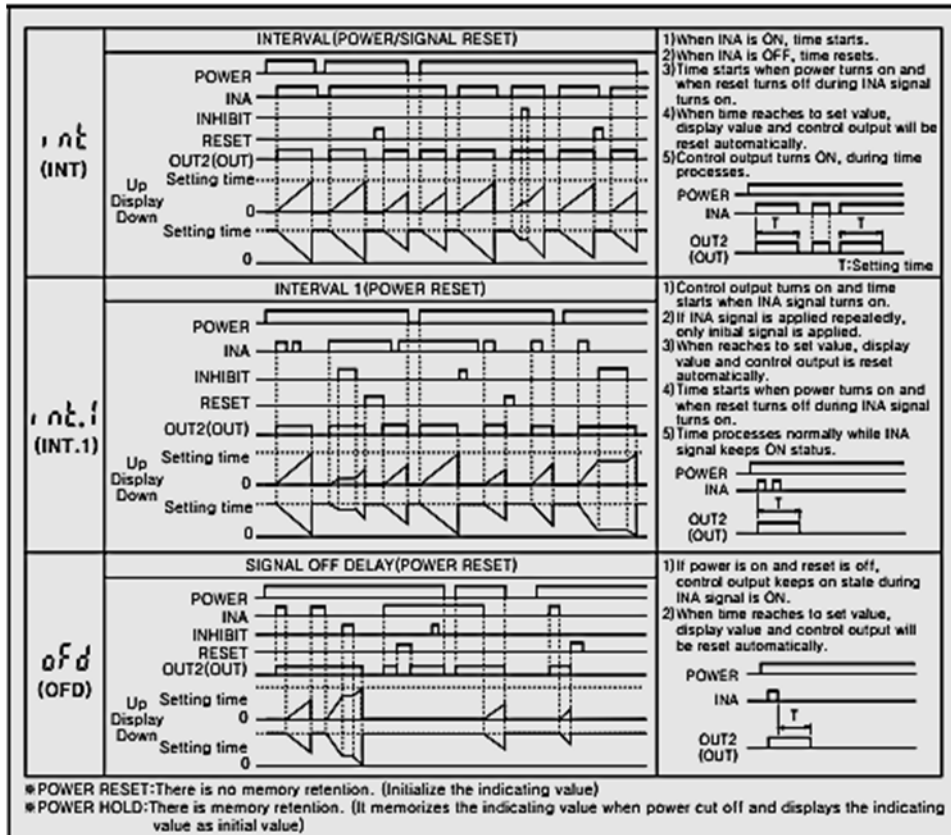 int
(INT)
INTERVAL(POWER/SIGNAL RESET)
POWER
INA
INHIBIT
RESET
OUT2(OUT)
Setting time
Up
Display
Down
0
Setting time
0
1)When INA is ON, time starts.
2)When INA is OFF, time resets.
3)Time starts when power turns on and
when reset turns off during INA signal
turns on.
4)When time reaches to set value,
display value and control output will be
reset automatically.
5)Control output turns ON, during time
processes.
POWER
INA
T
T
OUT2
(OUT)
T:Setting time
int.1
(INT.1)
INTERVAL 1(POWER RESET)
POWER
INA
INHIBIT
RESET
OUT2(OUT)
Setting time
Up
Display
Down
0
Setting time
0
1)Control output turns on and time
starts when INA signal turns on.
2)If INA signal is applied repeatedly,
only initial signal is applied.
3)When reaches to set value, display
value and control output is reset
automatically.
4)Time starts when power turns on and
when reset turns off during INA signal
turns on.
5)Time processes normally while INA
signal keeps ON status.
POWER
INA
T
OUT2
(OUT)
oFd
(OFD)
SIGNAL OFF DELAY(POWER RESET)
POWER
INA
INHIBIT
RESET
OUT2(OUT)
Setting time
Up
Display
Down
0
Setting time
0
1)If power is on and reset is off,
control output keeps on state during
INA signal is ON.
2)When time reaches to set value,
display value and control output will
be reset automatically.
POWER
INA
T
OUT2
(OUT)
※POWER RESET:There is no memory retention. (Initialize the indicating value)
※POWER HOLD:There is memory retention. (It memorizes the indicating value when power cut off and displays the indicating
value as initial value)